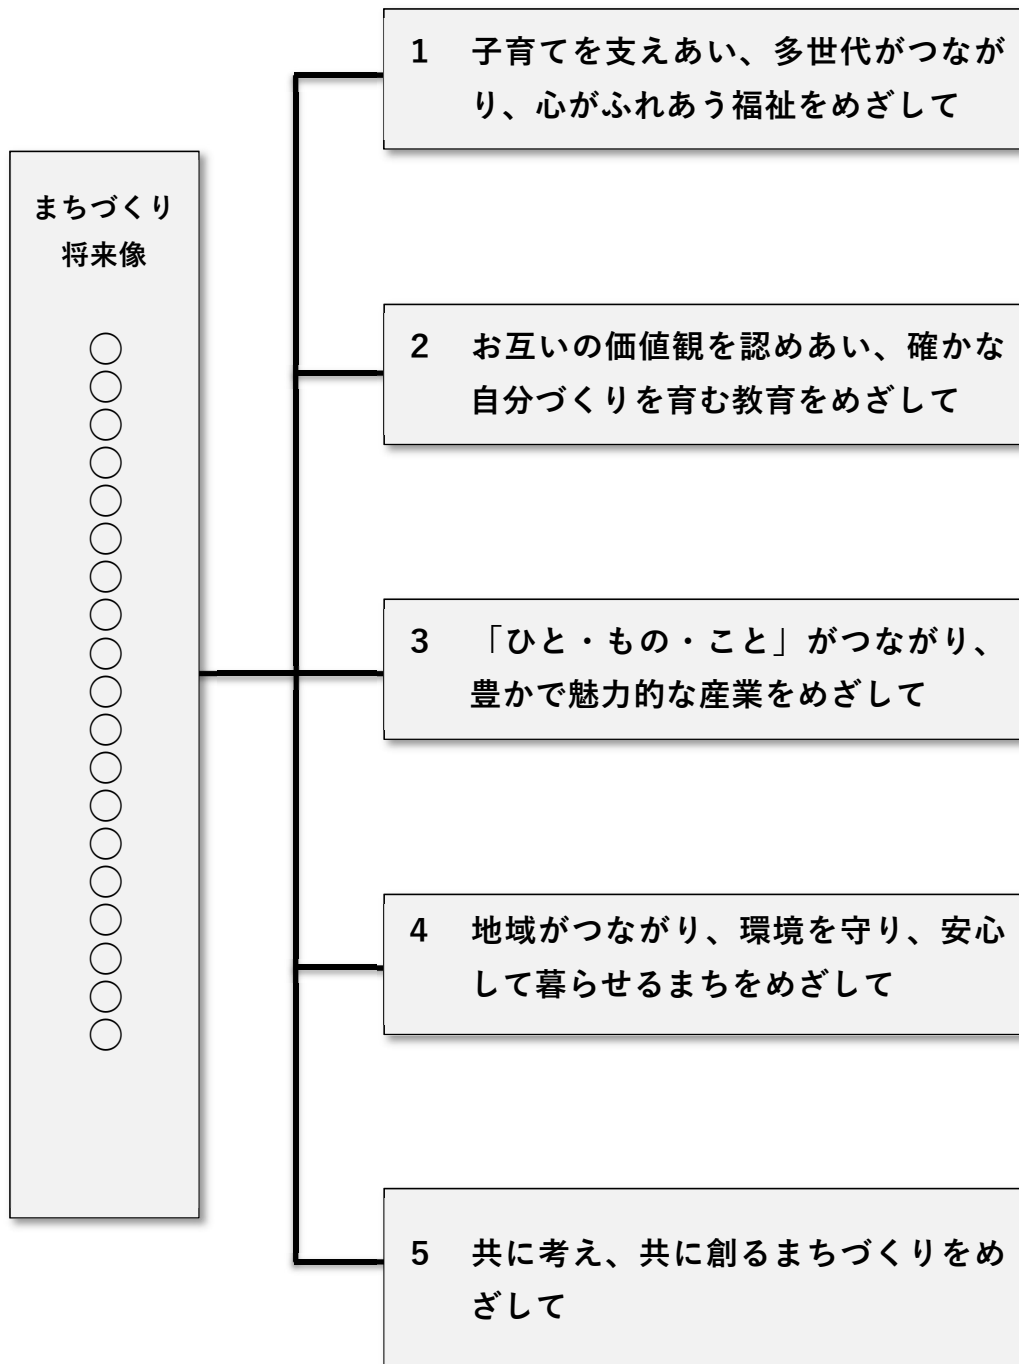 まちづくり
将来像
○○○○○○○○○○○○○○○○○○○
1 子育てを支えあい、多世代がつなが
り、心がふれあう福祉をめざして
2 お互いの価値観を認めあい、確かな
自分づくりを育む教育をめざして
3 「ひと・もの・こと」がつながり、
豊かで魅力的な産業をめざして
4 地域がつながり、環境を守り、安心
して暮らせるまちをめざして
5 共に考え、共に創るまちづくりをめ
ざして